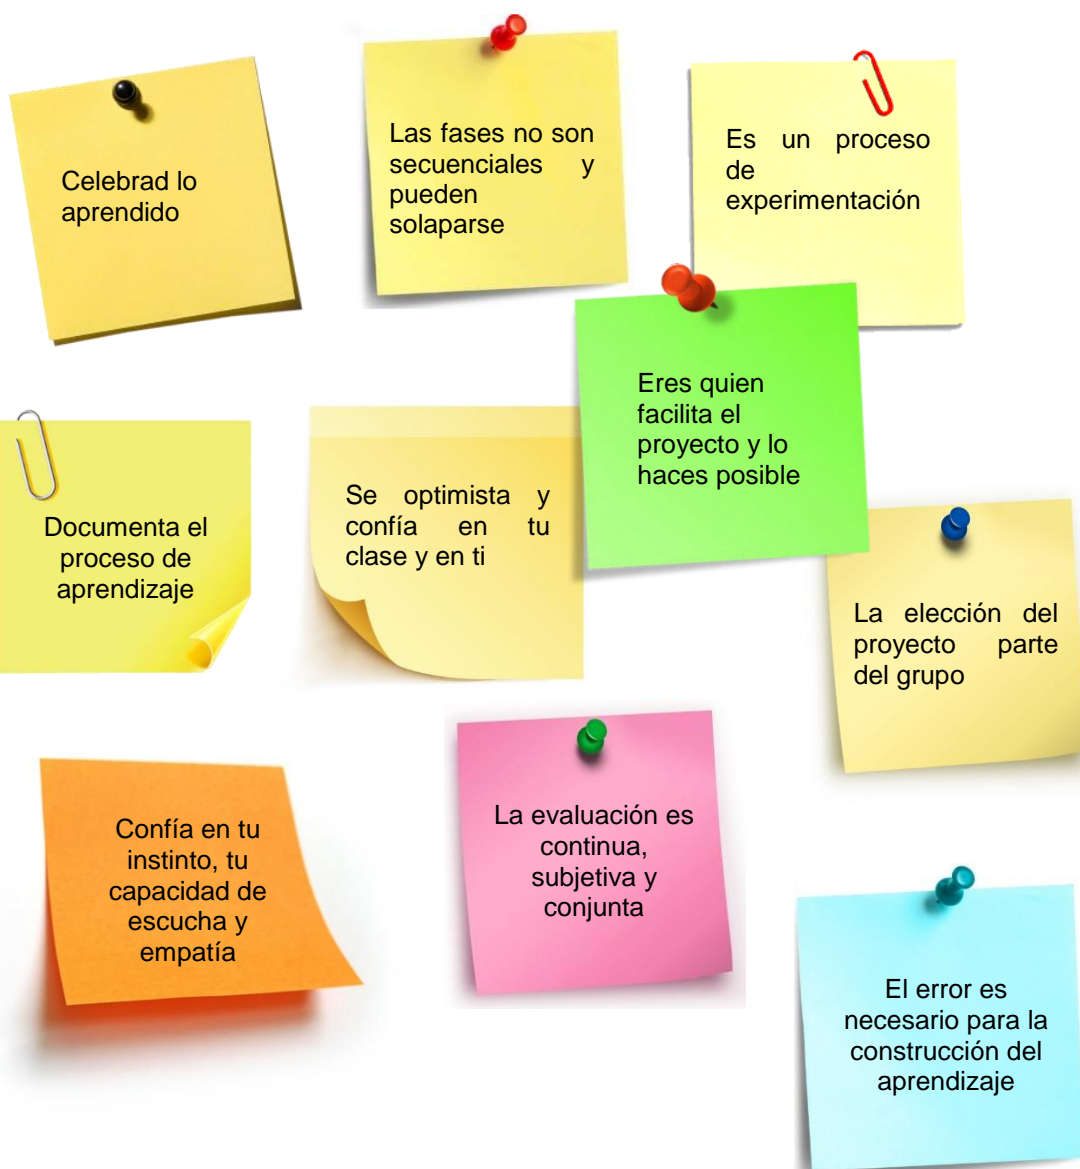 Celebrad lo
aprendido
Las fases no son
secuenciales y
pueden
solaparse
Es un proceso
de
experimentación
Eres quien
facilita el
proyecto y lo
haces posible
Documenta el
proceso de
aprendizaje
Se optimista y
confía en tu
clase y en ti
La elección del
proyecto parte
del grupo
Confía en tu
instinto, tu
capacidad de
escucha y
empatía
La evaluación es
continua,
subjetiva y
conjunta
El error es
necesario para la
construcción del
aprendizaje